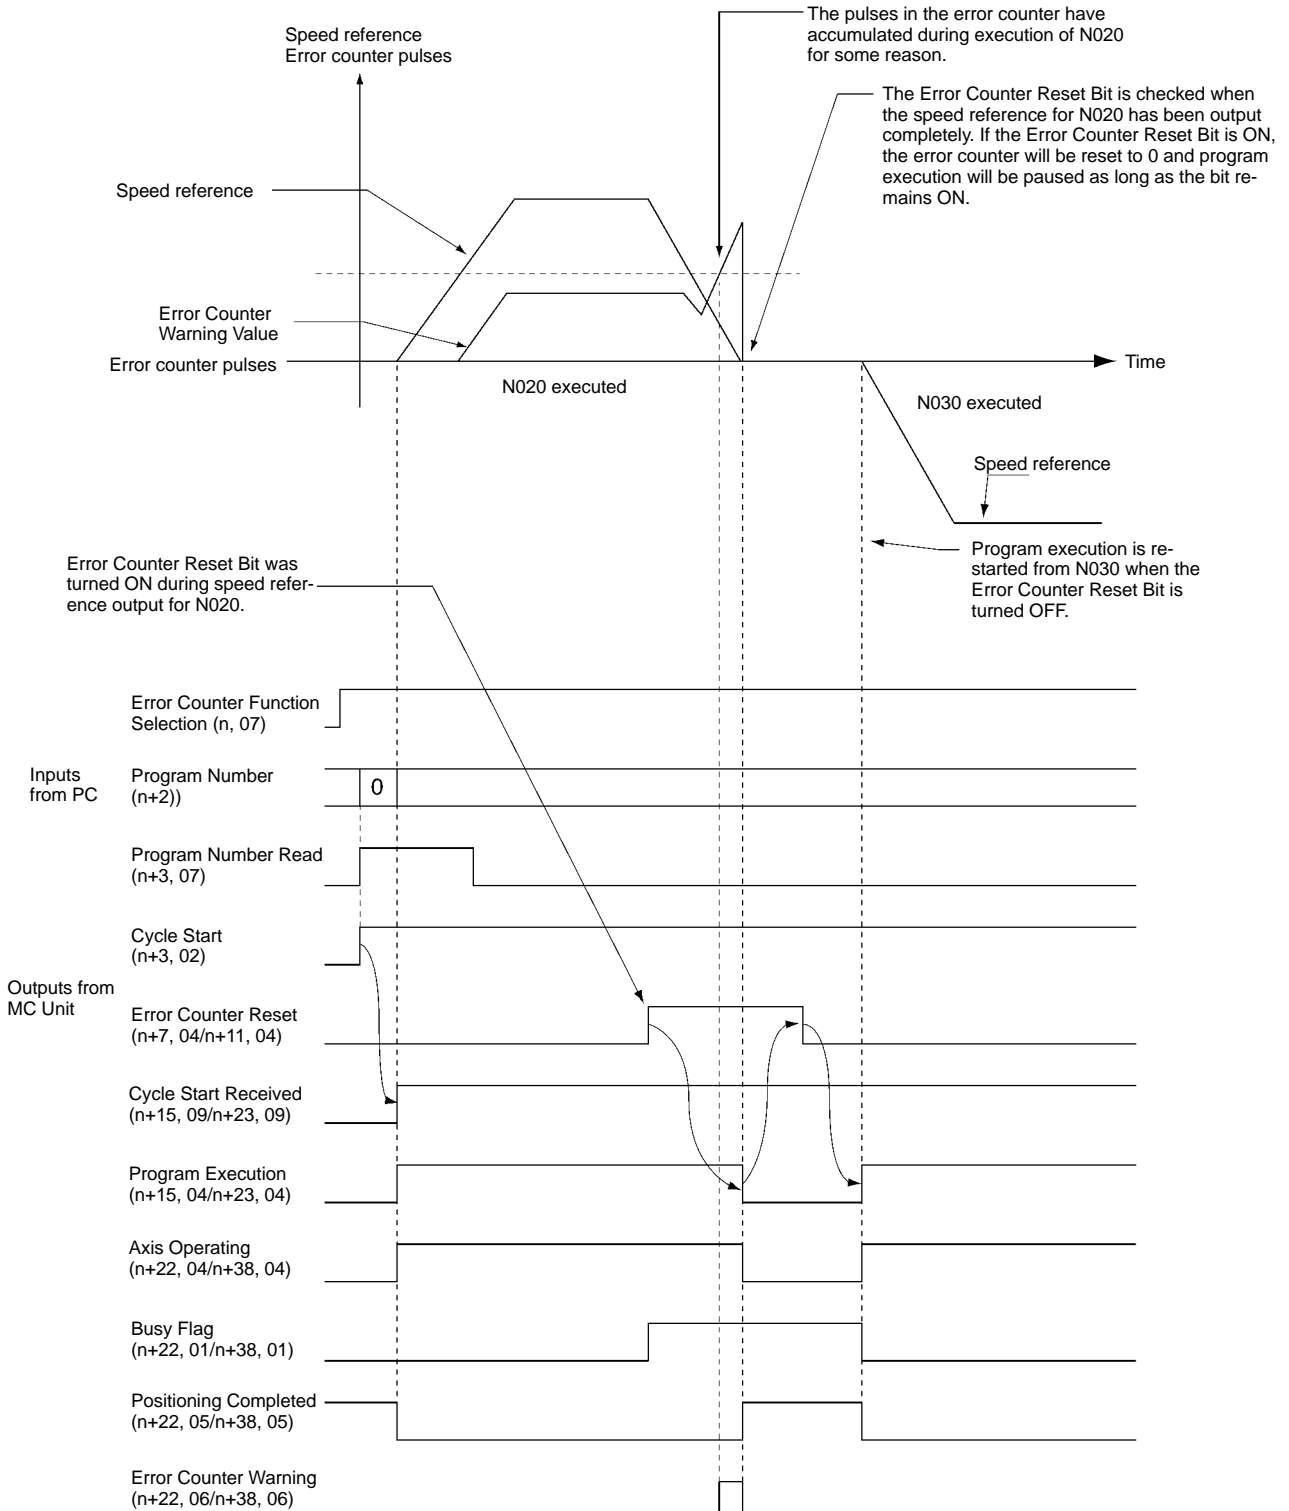 Speed reference
Error counter pulses
The pulses in the error counter have
accumulated during execution of N020
for some reason.
The Error Counter Reset Bit is checked when
the speed reference for N020 has been output
completely. If the Error Counter Reset Bit is ON,
the error counter will be reset to 0 and program
execution will be paused as long as the bit re-
mains ON.
Speed reference
Error Counter
Warning Value
Error counter pulses
Time
N020 executed
N030 executed
Speed reference
Program execution is re-
started from N030 when the
Error Counter Reset Bit is
turned OFF.
Error Counter Reset Bit was
turned ON during speed refer-
ence output for N020.
Error Counter Function
Selection (n, 07)
Inputs
from PC
Program Number
(n+2))
0
Program Number Read
(n+3, 07)
Cycle Start
(n+3, 02)
Outputs from
MC Unit
Error Counter Reset
(n+7, 04/n+11, 04)
Cycle Start Received
(n+15, 09/n+23, 09)
Program Execution
(n+15, 04/n+23, 04)
Axis Operating
(n+22, 04/n+38, 04)
Busy Flag
(n+22, 01/n+38, 01)
Positioning Completed
(n+22, 05/n+38, 05)
Error Counter Warning
(n+22, 06/n+38, 06)